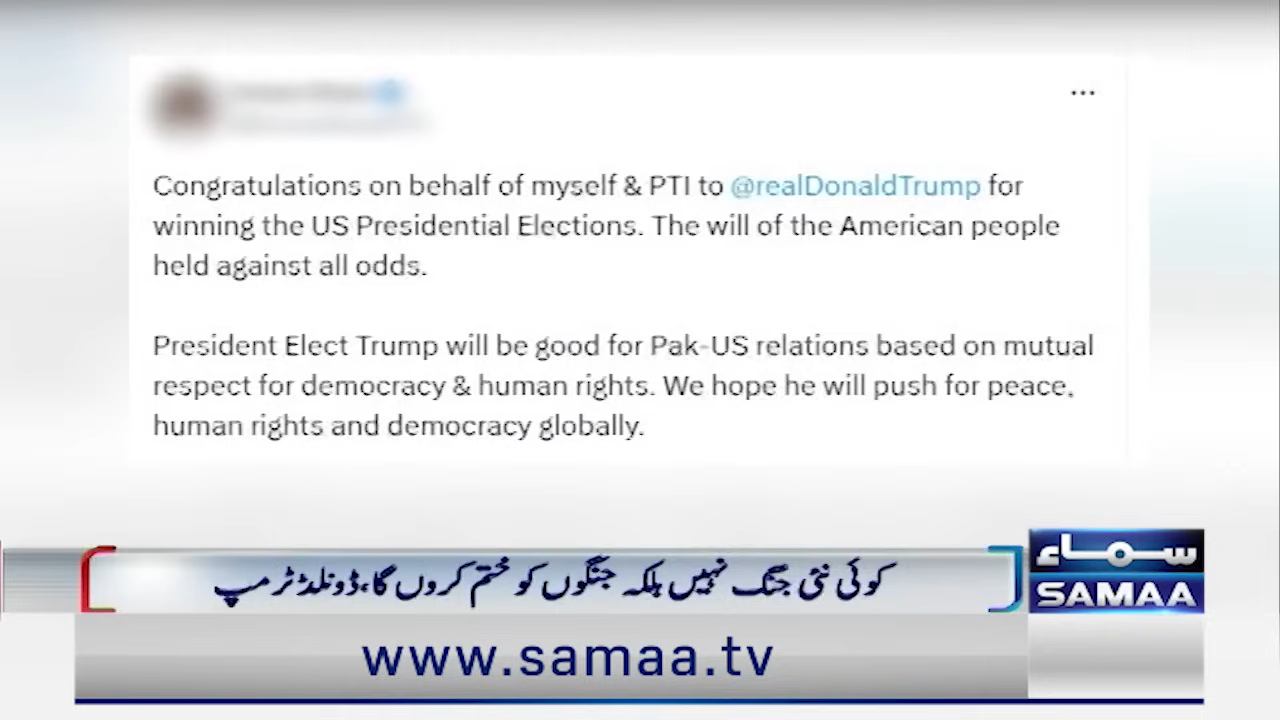 Congratulations on behalf of myself & PTI to @realDonaldTrump for
winning the US Presidential Elections. The will of the American people
held against all odds.
President Elect Trump will be good for Pak-US relations based on mutual
respect for democracy & human rights. We hope he will push for peace,
human rights and democracy globally.
کوئی نئی جنگ نہیں بلکہ جنگوں کو ختم کروں گا، ڈونلڈ ٹرمپ
سماء
SAMAA
www.samaa.tv